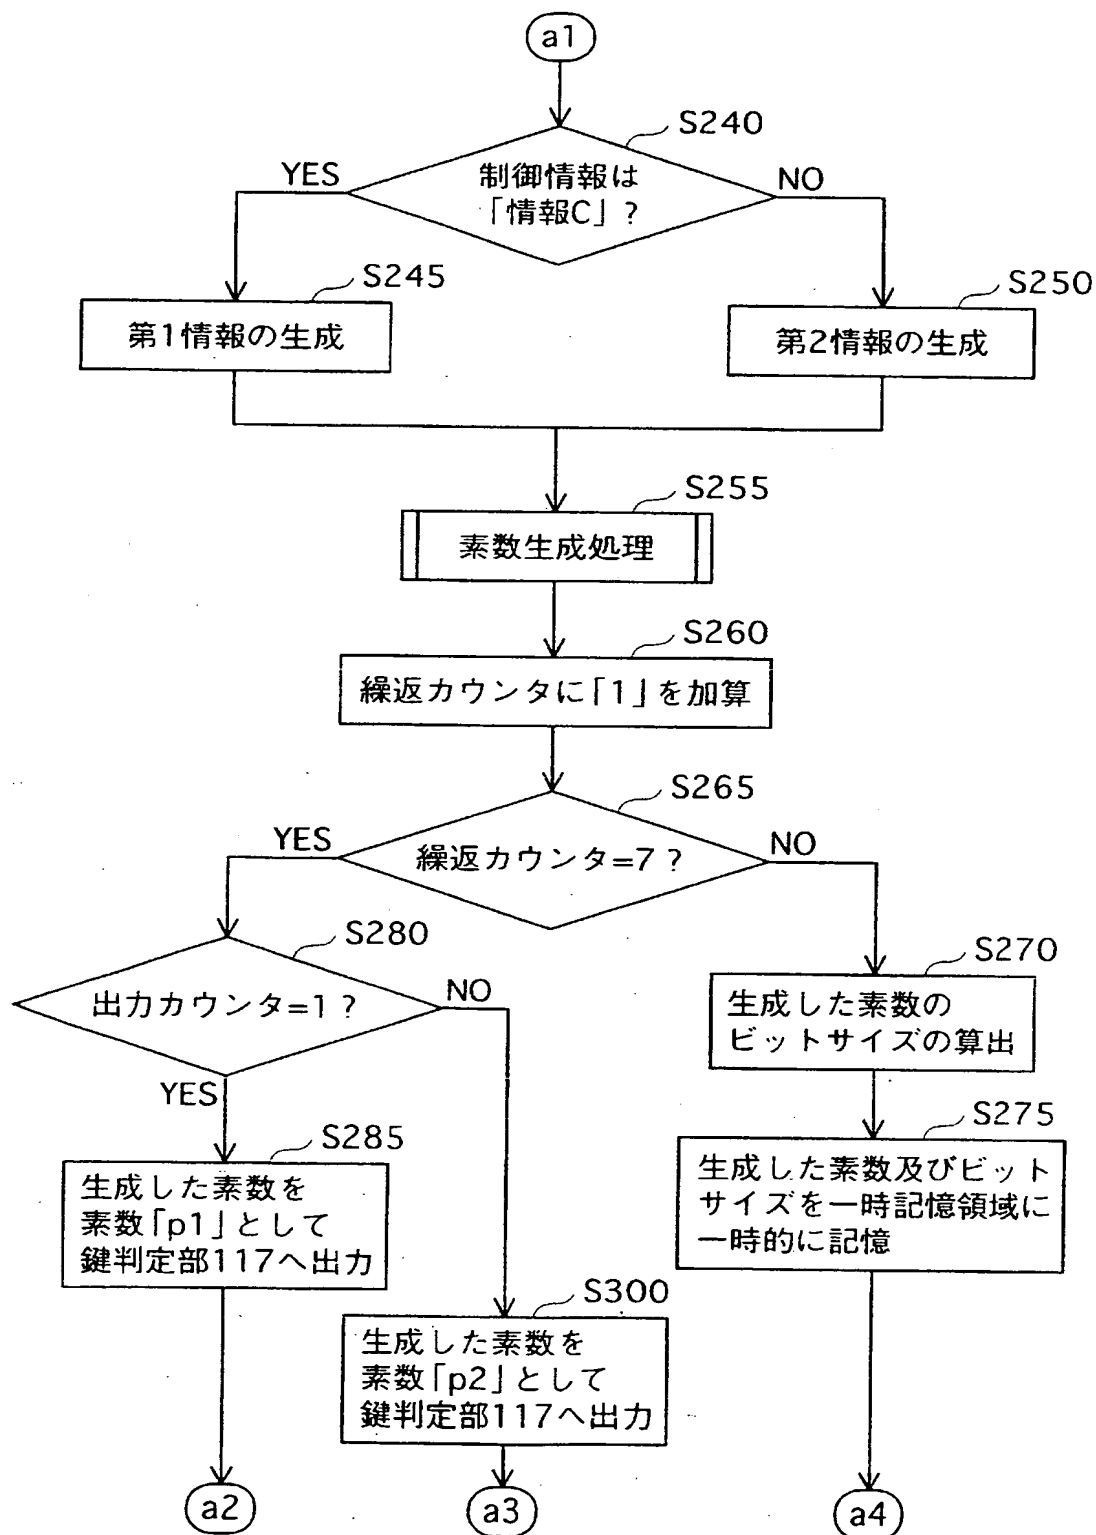 a1
S240
YES
制御情報は
「情報C」?
NO
S245
第1情報の生成
S250
第2情報の生成
S255
素数生成処理
S260
繰返カウンタに「1」を加算
S265
YES
繰返カウンタ=7?
NO
S280
出力カウンタ=1?
NO
YES
S270
生成した素数の
ビットサイズの算出
S275
生成した素数及びビット
サイズを一時記憶領域に
一時的に記憶
S285
生成した素数を
素数「p1」として
鍵判定部117へ出力
S300
生成した素数を
素数「p2」として
鍵判定部117へ出力
a2
a3
a4